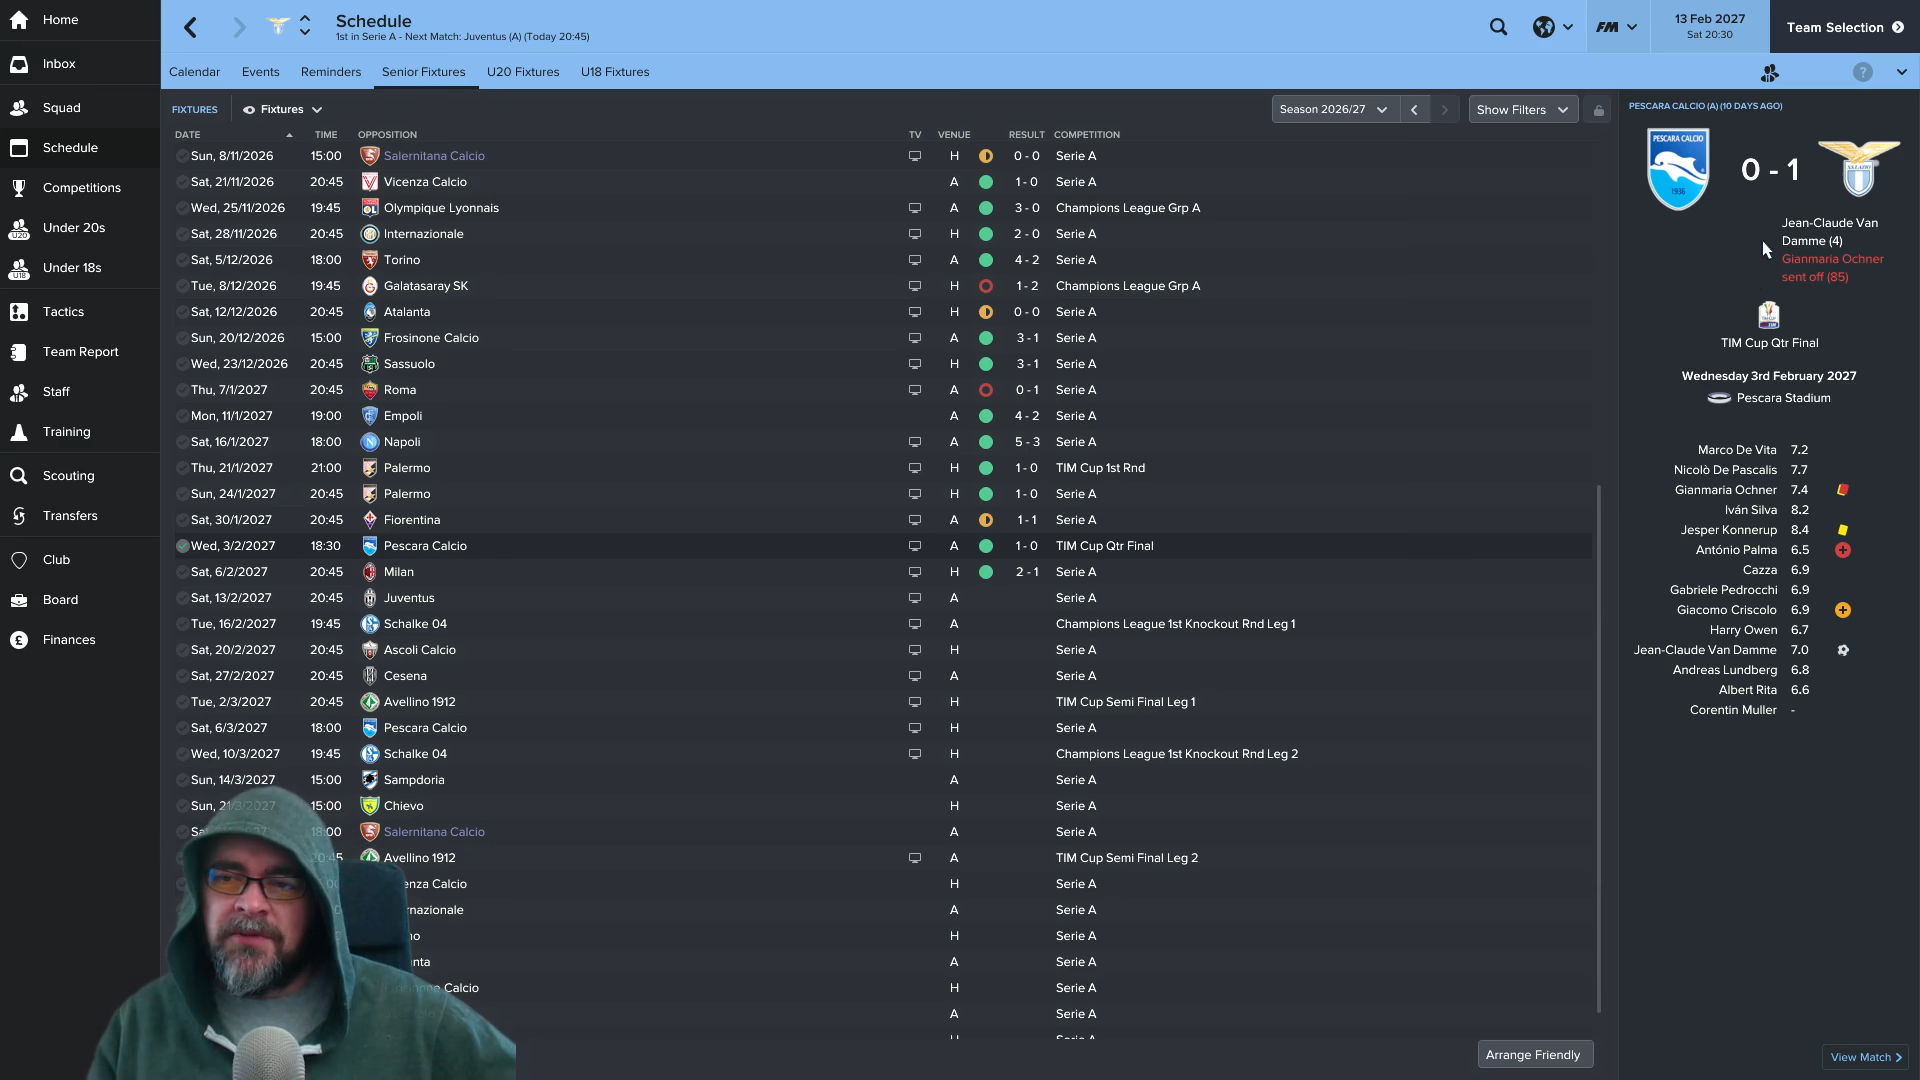 Home
Inbox
Squad
Schedule
Competitions
Under 20s
Under 18s
Tactics
Team Report
Staff
Training
Scouting
Transfers
Club
Board
Finances
Schedule
1st in Serie A - Next Match: Juventus (A) (Today 20:45)
FM
13 Feb 2027
Sat 20:30
Team Selection
Calendar Events Reminders Senior Fixtures U20 Fixtures U18 Fixtures
FIXTURES Fixtures Season 2026/27 Show Filters
DATE TIME OPPOSITION TV VENUE RESULT COMPETITION
Sun, 8/11/2026 15:00 Salernitana Calcio H 0 - 0 Serie A
Sat, 21/11/2026 20:45 Vicenza Calcio A 1 - 0 Serie A
Wed, 25/11/2026 19:45 Olympique Lyonnais A 3 - 0 Champions League Grp A
Sat, 28/11/2026 20:45 Internazionale H 2 - 0 Serie A
Sat, 5/12/2026 18:00 Torino A 4 - 2 Serie A
Tue, 8/12/2026 19:45 Galatasaray SK H 1 - 2 Champions League Grp A
Sat, 12/12/2026 20:45 Atalanta H 0 - 0 Serie A
Sun, 20/12/2026 15:00 Frosinone Calcio A 3 - 1 Serie A
Wed, 23/12/2026 20:45 Sassuolo H 3 - 1 Serie A
Thu, 7/1/2027 20:45 Roma A 0 - 1 Serie A
Mon, 11/1/2027 19:00 Empoli A 4 - 2 Serie A
Sat, 16/1/2027 18:00 Napoli A 5 - 3 Serie A
Thu, 21/1/2027 21:00 Palermo H 1 - 0 TIM Cup 1st Rnd
Sun, 24/1/2027 20:45 Palermo H 1 - 0 Serie A
Sat, 30/1/2027 20:45 Fiorentina A 1 - 1 Serie A
Wed, 3/2/2027 18:30 Pescara Calcio A 1 - 0 TIM Cup Qtr Final
Sat, 6/2/2027 20:45 Milan H 2 - 1 Serie A
Sat, 13/2/2027 20:45 Juventus A Serie A
Tue, 16/2/2027 19:45 Schalke 04 A Champions League 1st Knockout Rnd Leg 1
Sat, 20/2/2027 20:45 Ascoli Calcio H Serie A
Sat, 27/2/2027 20:45 Cesena A Serie A
Tue, 2/3/2027 20:45 Avellino 1912 H TIM Cup Semi Final Leg 1
Sat, 6/3/2027 18:00 Pescara Calcio H Serie A
Wed, 10/3/2027 19:45 Schalke 04 H Champions League 1st Knockout Rnd Leg 2
Sun, 14/3/2027 15:00 Sampdoria A Serie A
Sun, 21/3/2027 15:00 Chievo H Serie A
18:00 Salernitana Calcio A Serie A
20:45 Avellino 1912 A TIM Cup Semi Final Leg 2
enza Calcio H Serie A
rnazionale A Serie A
no H Serie A
anta A Serie A
Calcio H Serie A
A Serie A
H Serie A
Arrange Friendly
PESCARA CALCIO (A) (10 DAYS AGO)
PESCARA CALCIO
1936
0 - 1
S.S.LAZIO
Jean-Claude Van
Damme (4)
Gianmaria Ochner
sent off (85)
TIM Cup Qtr Final
Wednesday 3rd February 2027
Pescara Stadium
Marco De Vita 7.2
Nicolò De Pascalis 7.7
Gianmaria Ochner 7.4
Iván Silva 8.2
Jesper Konnerup 8.4
António Palma 6.5
Cazza 6.9
Gabriele Pedrocchi 6.9
Giacomo Criscolo 6.9
Harry Owen 6.7
Jean-Claude Van Damme 7.0
Andreas Lundberg 6.8
Albert Rita 6.6
Corentin Muller -
View Match